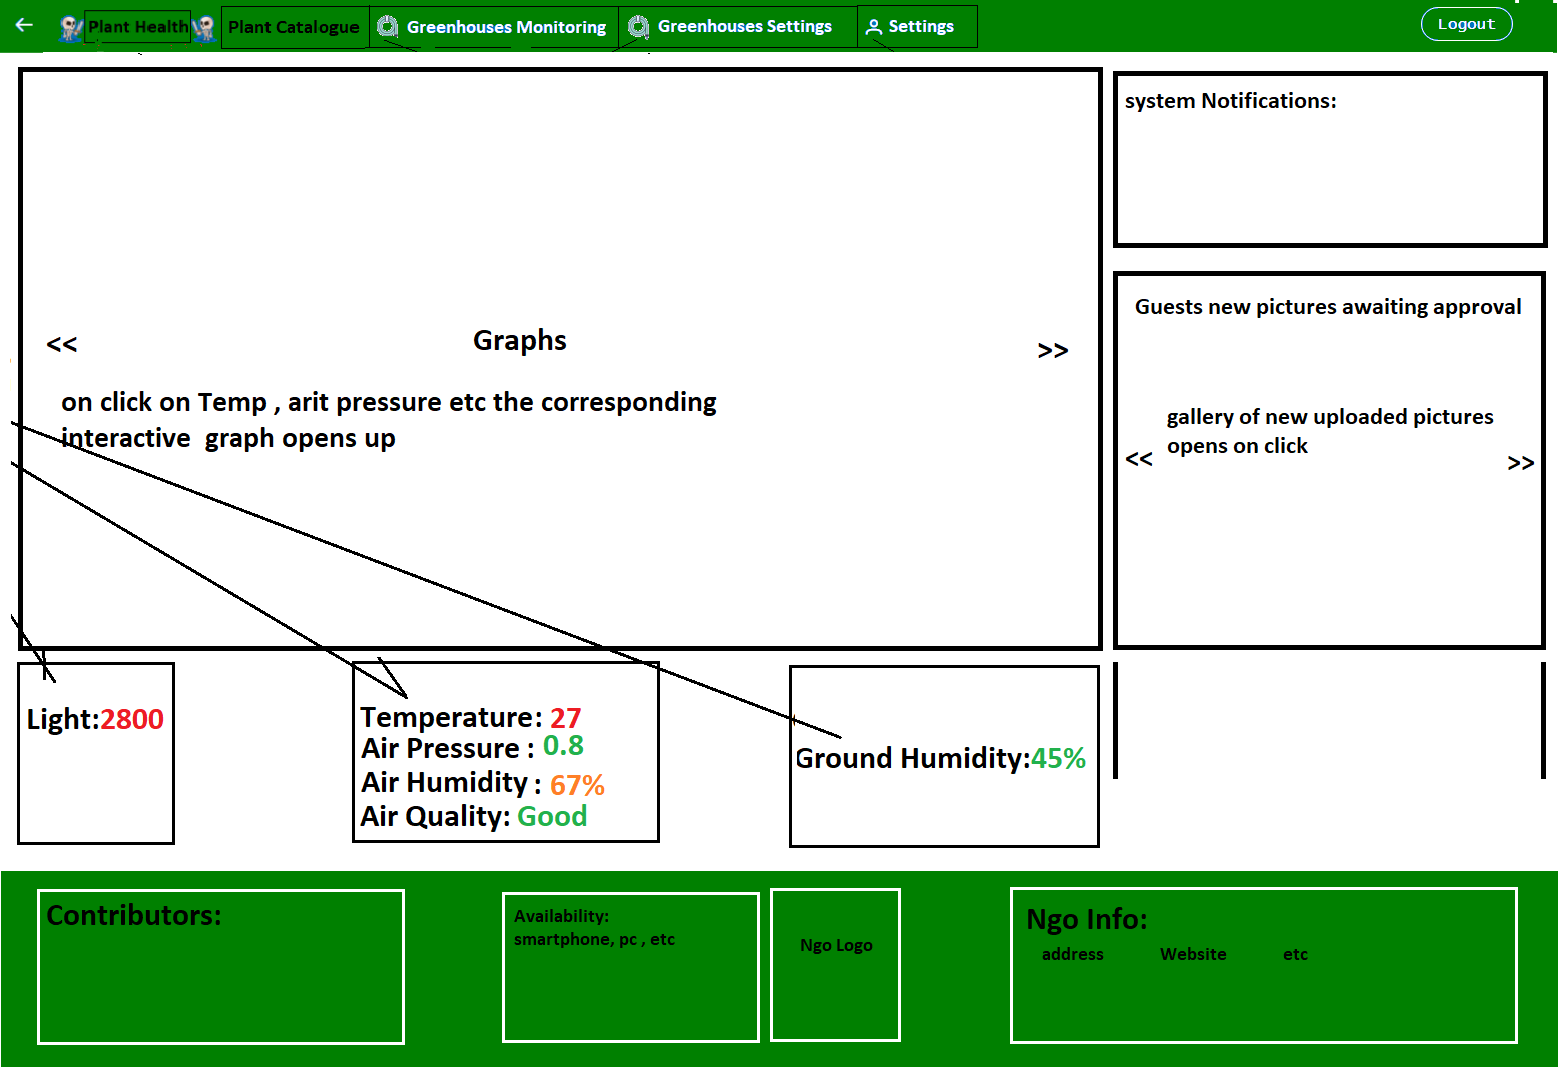 Plant Health Plant Catalogue Greenhouses Monitoring Greenhouses Settings Settings Logout
system Notifications:
Guests new pictures awaiting approval
<< Graphs >>
on click on Temp , arit pressure etc the corresponding
interactive graph opens up
gallery of new uploaded pictures
opens on click
<< >>
Light:2800
Temperature: 27
Air Pressure : 0.8
Air Humidity : 67%
Air Quality: Good
Ground Humidity:45%
Contributors:
Availability:
smartphone, pc , etc
Ngo Logo
Ngo Info:
address Website etc